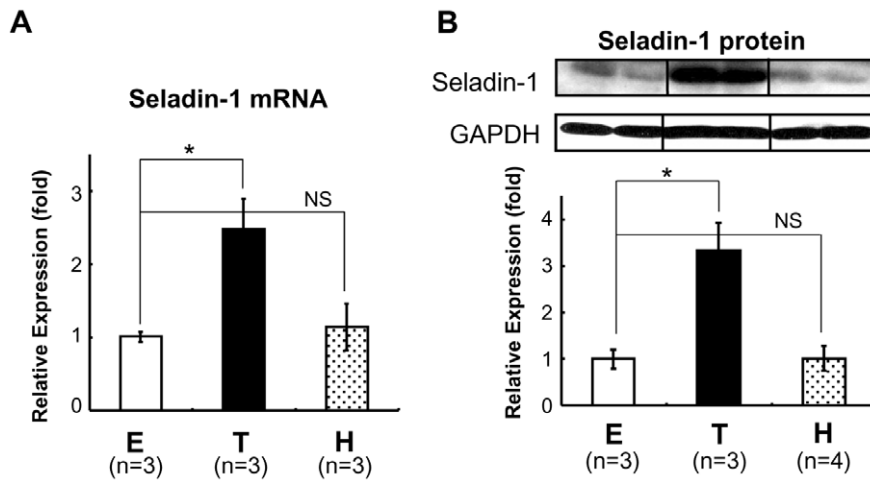 A
Seladin-1 mRNA
Relative Expression (fold)
3
2
1
0
*
NS
E
T
H
(n=3)
(n=3)
(n=3)
B
Seladin-1 protein
Seladin-1
GAPDH
Relative Expression (fold)
4
3
2
1
0
*
NS
E
T
H
(n=3)
(n=3)
(n=4)